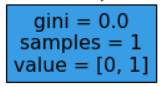 gini = 0.0
samples = 1
value = [0, 1]